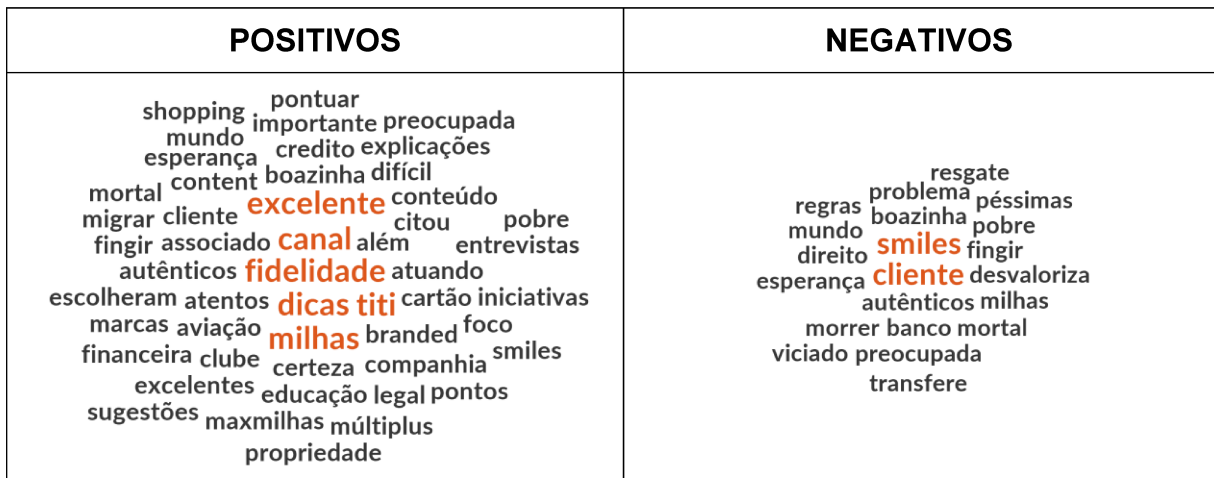 POSITIVOS
pontuar
shopping
importante preocupada
mundo
credito explicações
esperança
boazinha difícil
content
mortal
excelente conteúdo
migrar cliente
citou
pobre
fingir associado canal além
entrevistas
autênticos fidelidade atuando
escolheram atentos dicas titi cartão iniciativas
marcas aviação
milhas branded foco
financeira clube
certeza companhia smiles
excelentes
educação legal pontos
sugestões maxmilhas múltiplus
propriedade
NEGATIVOS
resgate
problema péssimas
regras
boazinha pobre
mundo
smiles fingir
direito
esperança cliente desvaloriza
autênticos milhas
morrer banco mortal
viciado preocupada
transfere